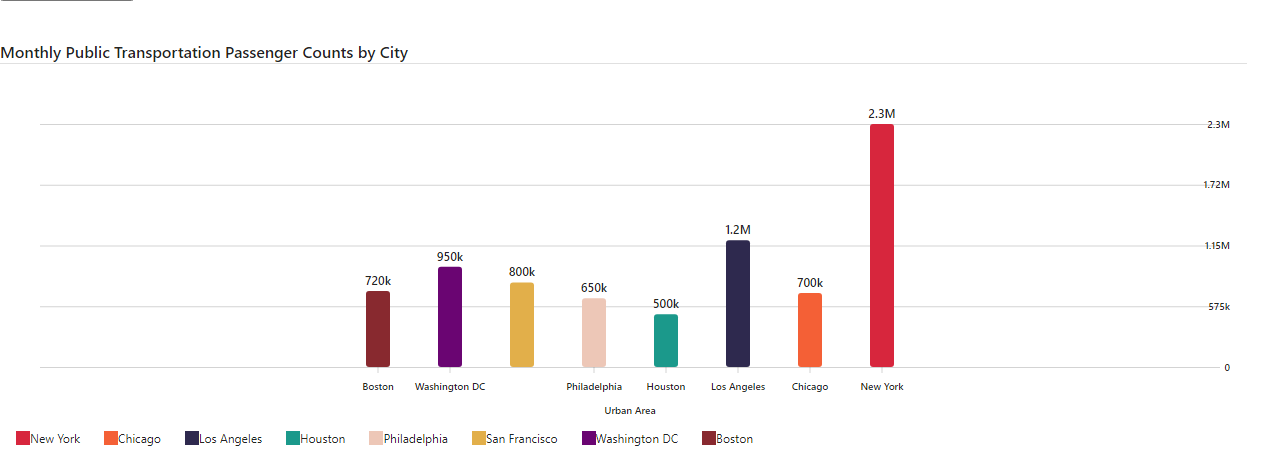 Monthly Public Transportation Passenger Counts by City
2.3M
2.3M
1.72M
1.2M
1.15M
950k
800k
720k
700k
650k
500k
575k
0
Boston Washington DC Philadelphia Houston Los Angeles Chicago New York
Urban Area
New York Chicago Los Angeles Houston Philadelphia San Francisco Washington DC Boston